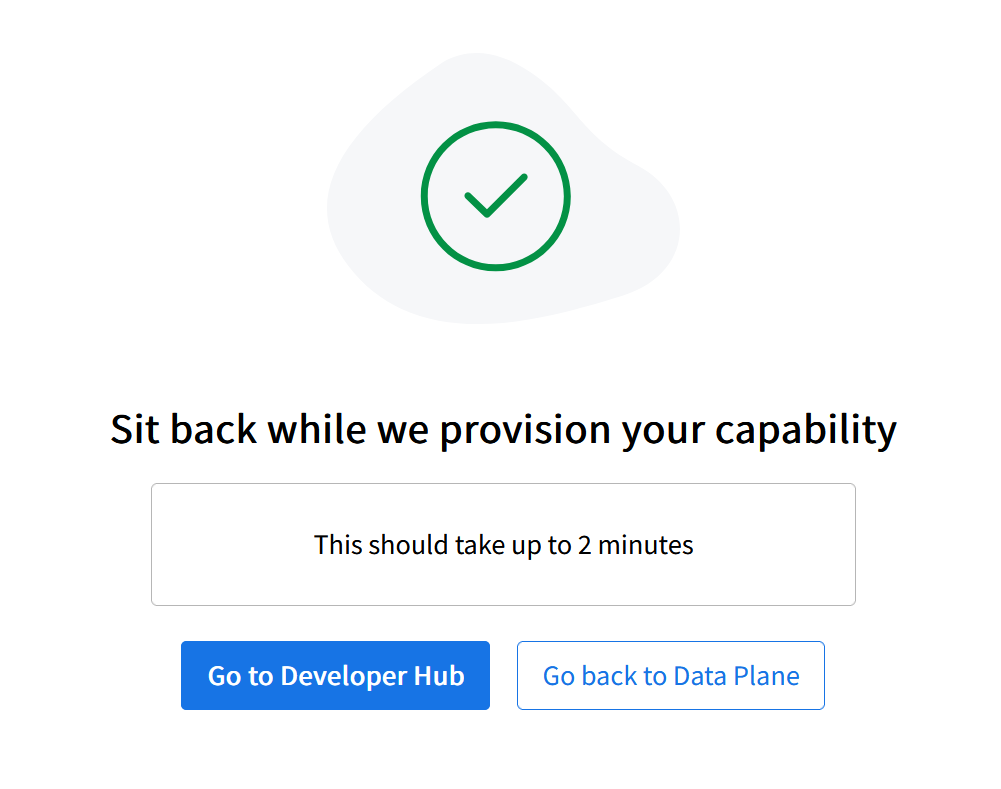 Sit back while we provision your capability
This should take up to 2 minutes
Go to Developer Hub
Go back to Data Plane